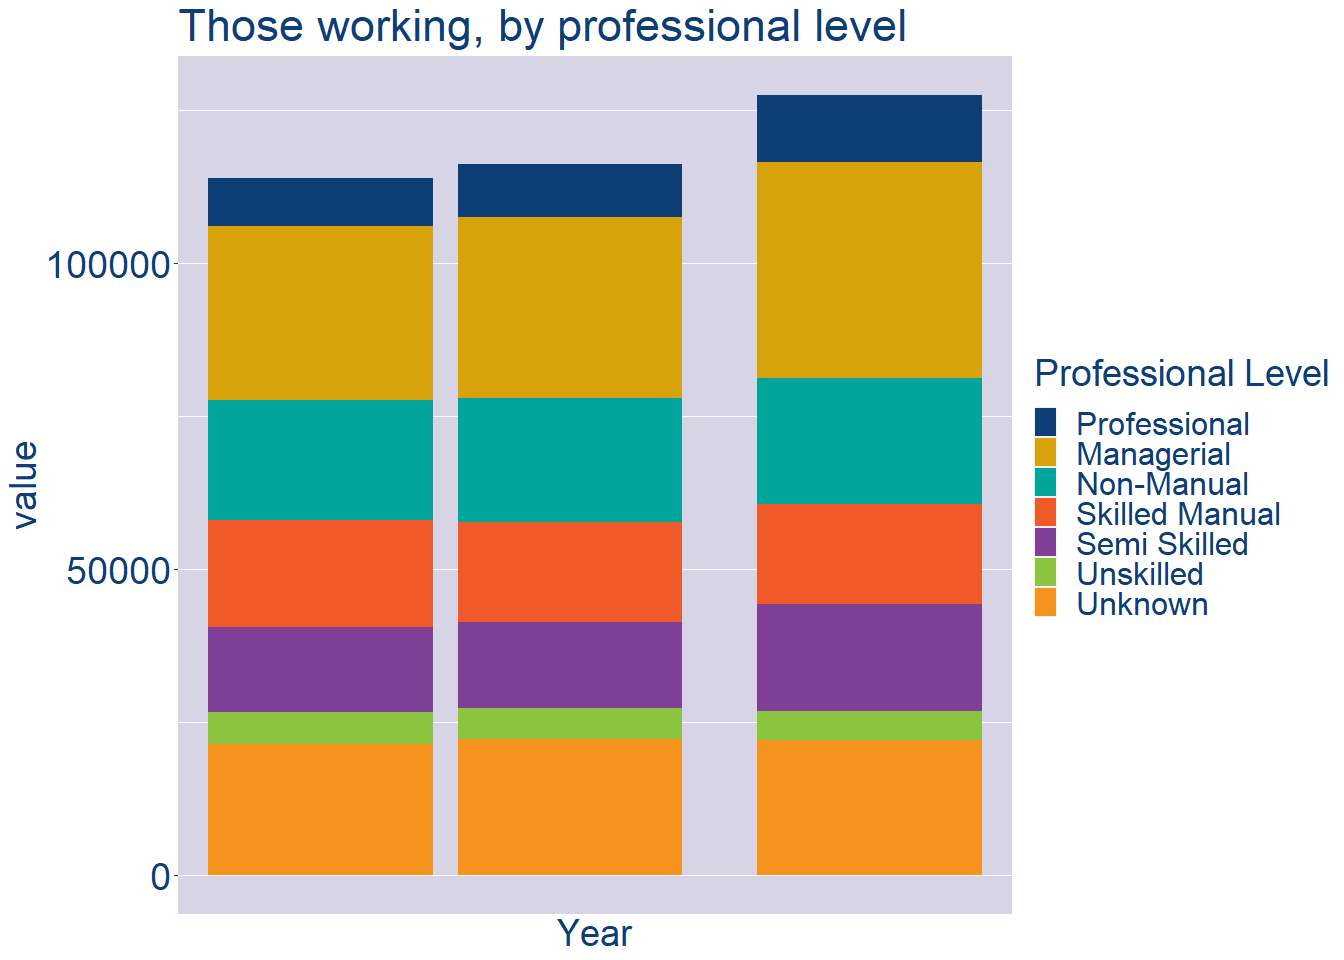 Those working, by professional level
value
100000
50000
0
Year
Professional Level
Professional
Managerial
Non-Manual
Skilled Manual
Semi Skilled
Unskilled
Unknown